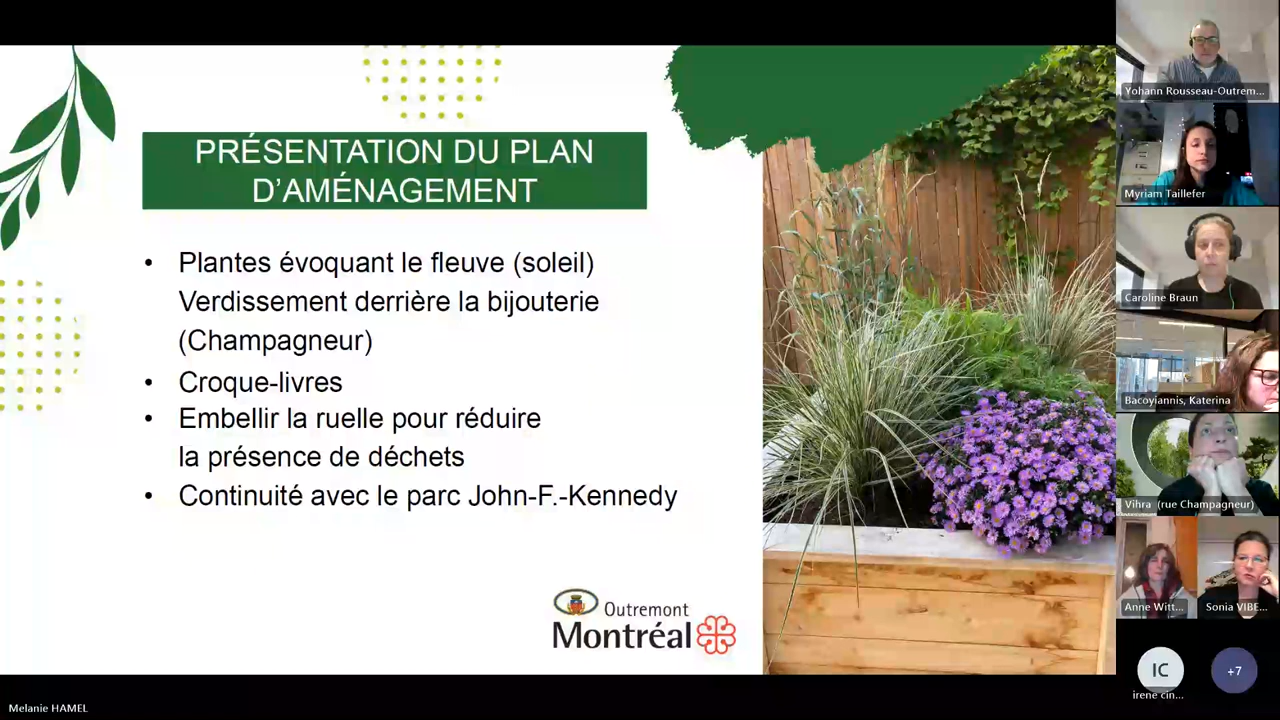 PRÉSENTATION DU PLAN
D’AMÉNAGEMENT
• Plantes évoquant le fleuve (soleil)
Verdissement derrière la bijouterie
(Champagneur)
• Croque-livres
• Embellir la ruelle pour réduire
la présence de déchets
• Continuité avec le parc John-F.-Kennedy
Outremont
Montréal
Yohann Rousseau-Outrem...
Myriam Taillefer
Caroline Braun
Bacoyiannis, Katerina
Vihra (rue Champagneur)
Anne Witt...
Sonia VIBE...
IC
+7
irene cin...
Melanie HAMEL